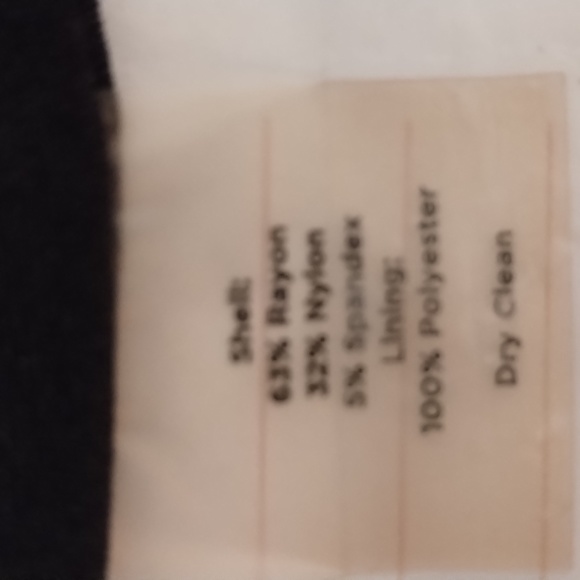 Shell:
63% Rayon
32% Nylon
5% Spandex
Lining:
100% Polyester
Dry Clean